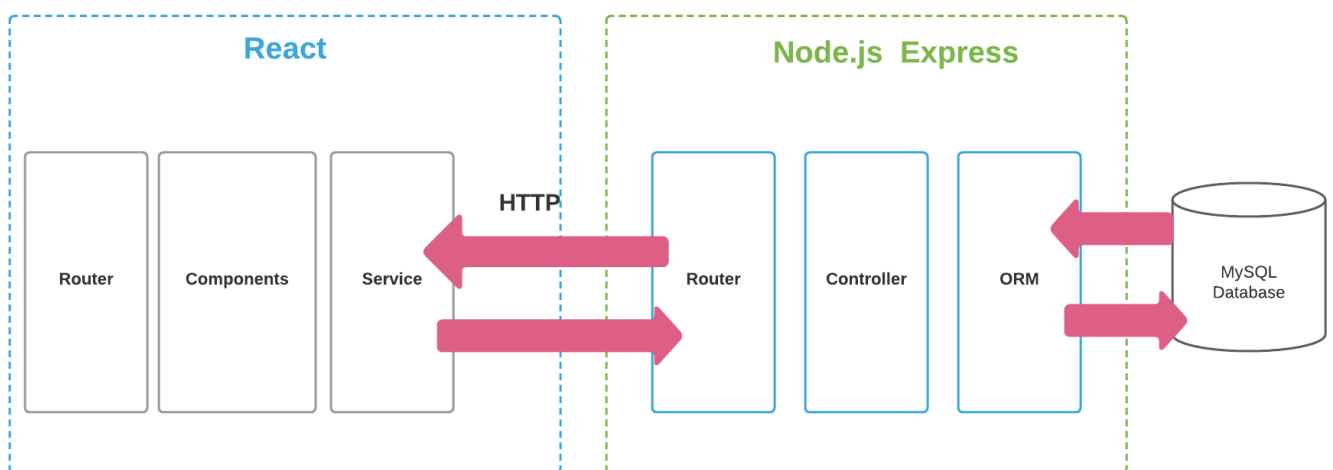 React
Node.js Express
HTTP
Router
Components
Service
Router
Controller
ORM
MySQL
Database